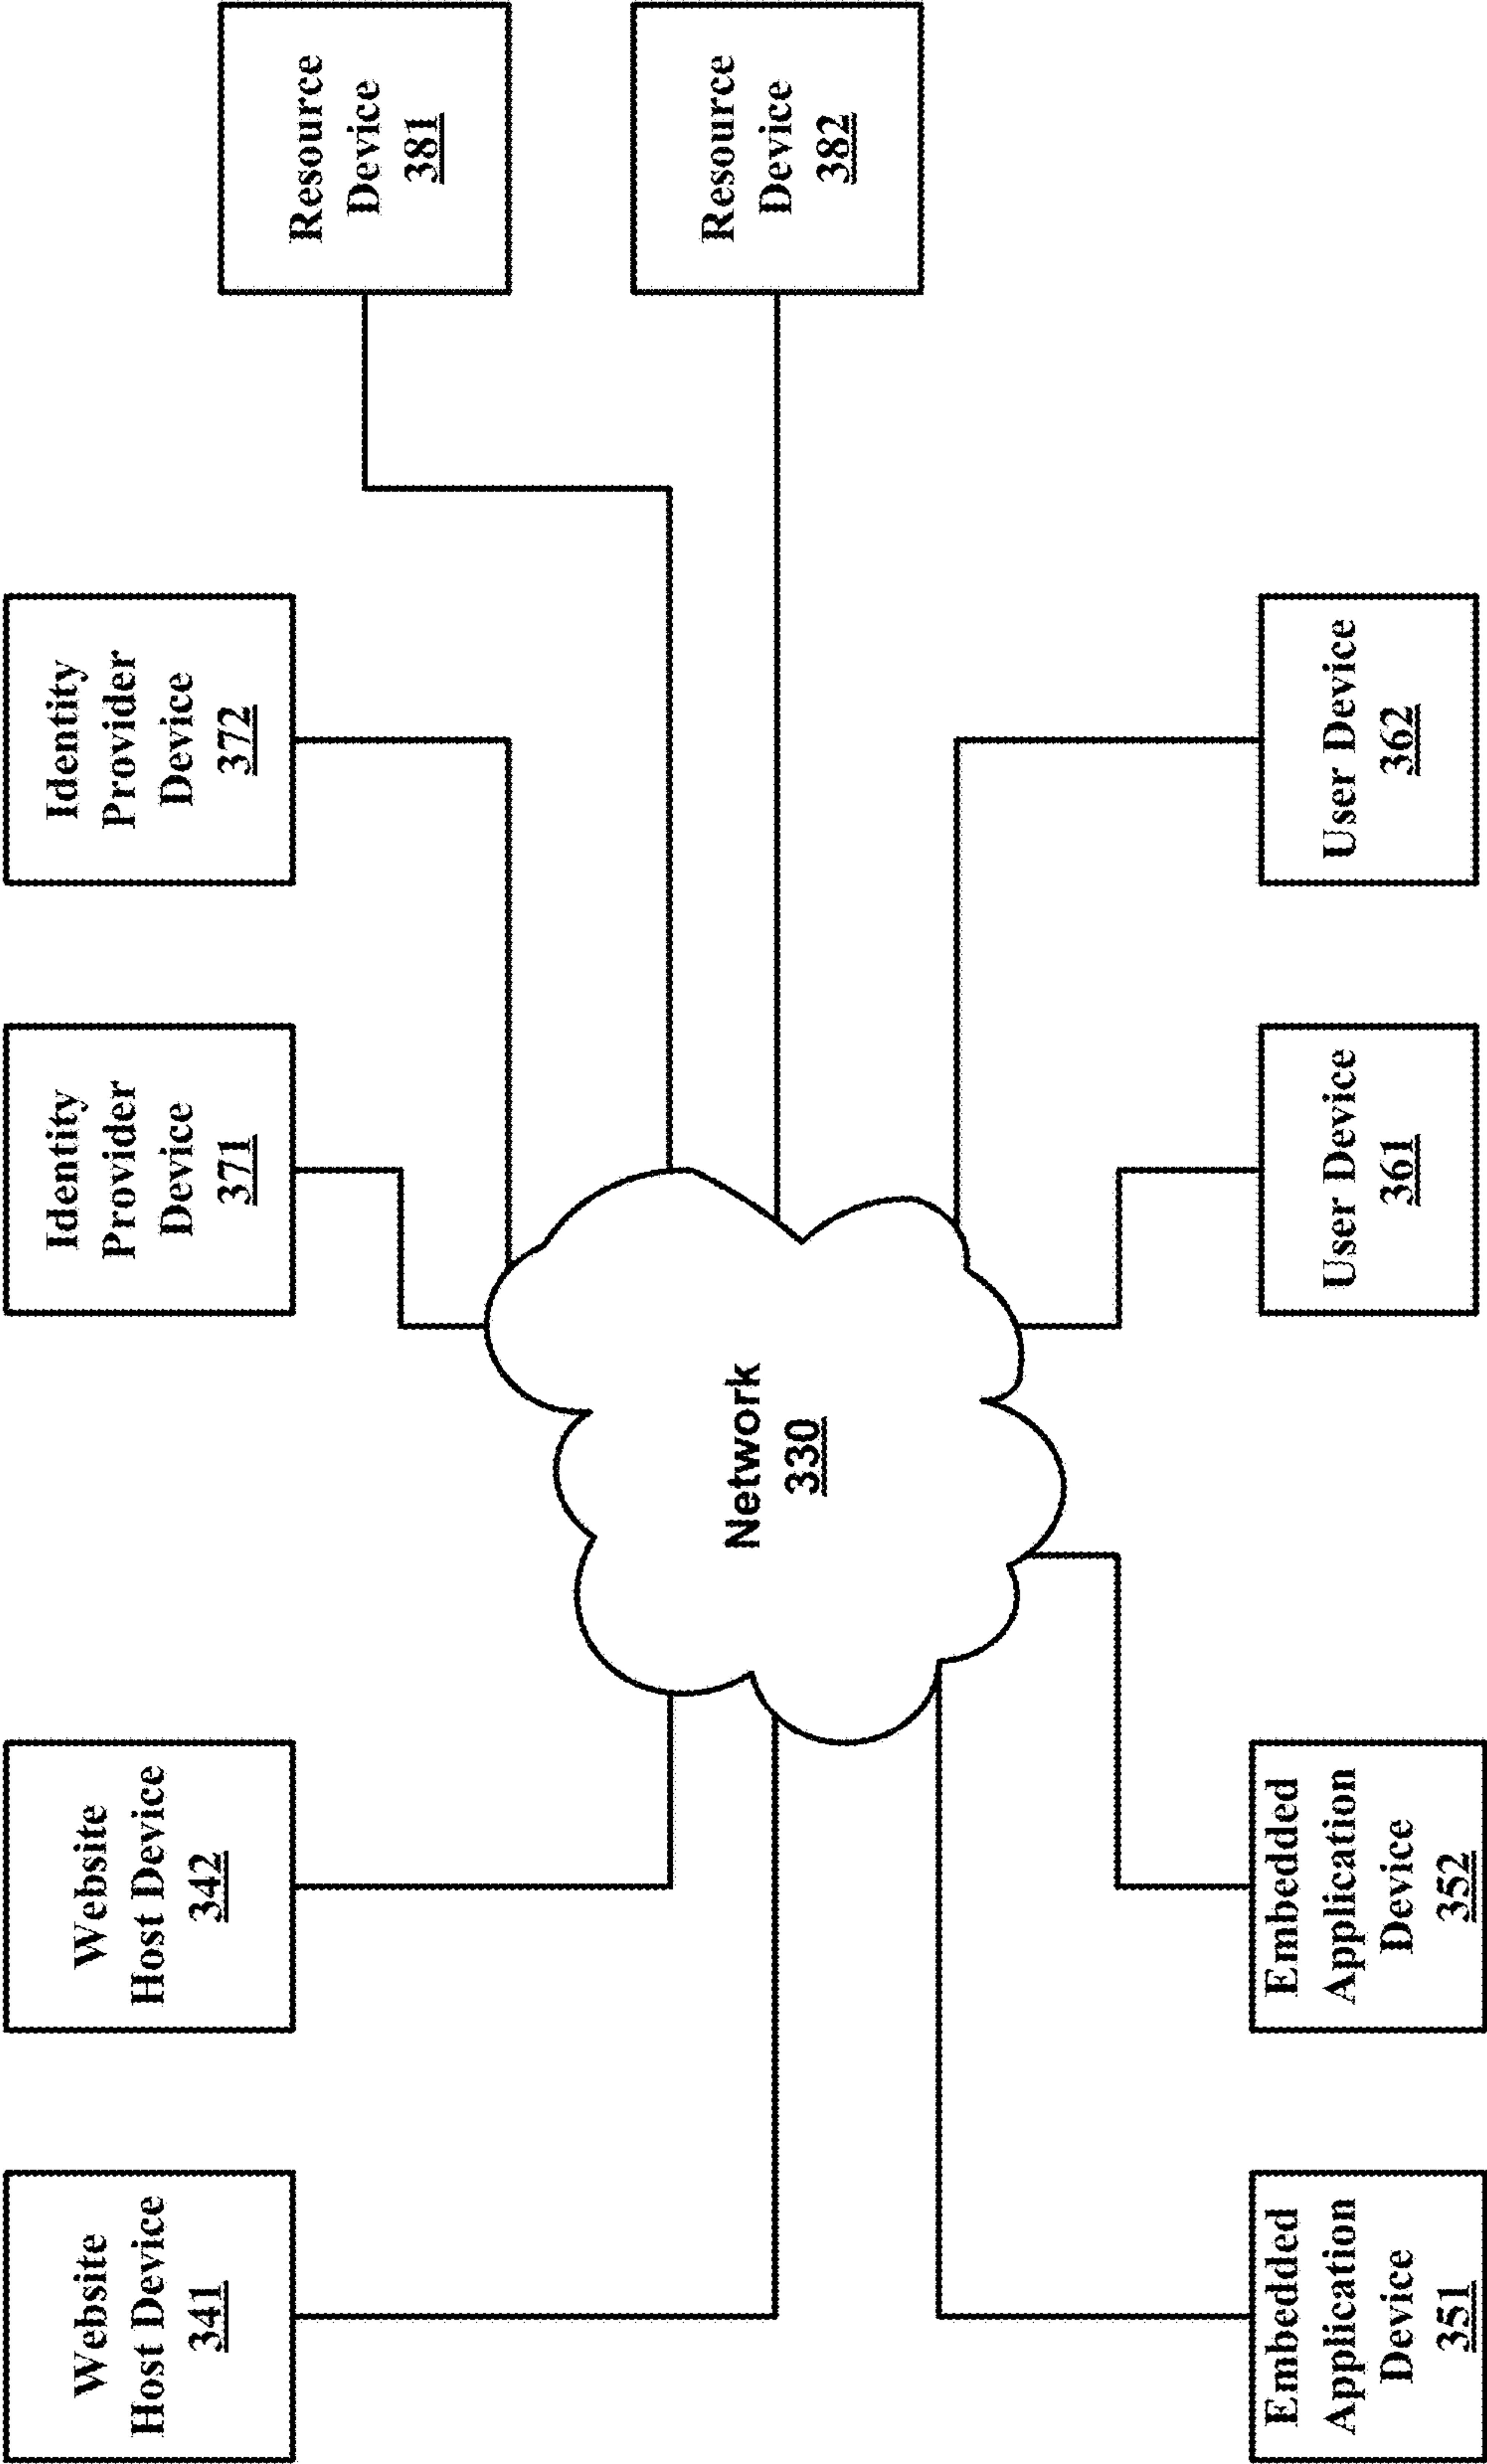 Website
Host Device
341
Website
Host Device
342
Identity
Provider
Device
371
Identity
Provider
Device
372
Resource
Device
381
Resource
Device
382
Network
330
Embedded
Application
Device
351
Embedded
Application
Device
352
User Device
361
User Device
362